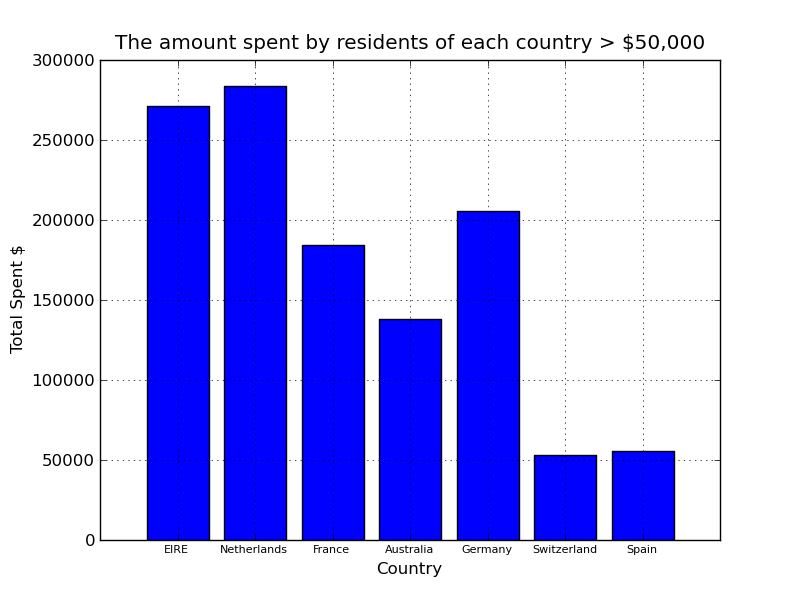 The amount spent by residents of each country > $50,000
300000
250000
200000
150000
100000
50000
0
Total Spent $
EIRE Netherlands France Australia Germany Switzerland Spain
Country